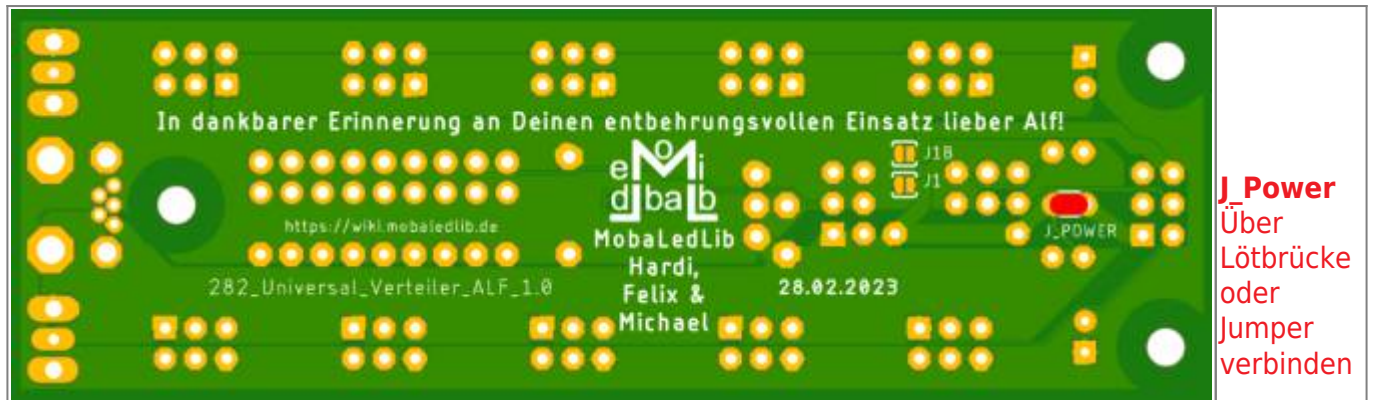 In dankbarer Erinnerung an Deinen entbehrungsvollen Einsatz lieber Alf!
J1B
J1
e o i
d ba b
https://wiki.mobaledlib.de
MobaLedLib
Hardi,
Felix &
Michael
J_POWER
282_Universal_Verteiler_ALF_1.0
28.02.2023
J_Power
Über
Lötbrücke
oder
Jumper
verbinden